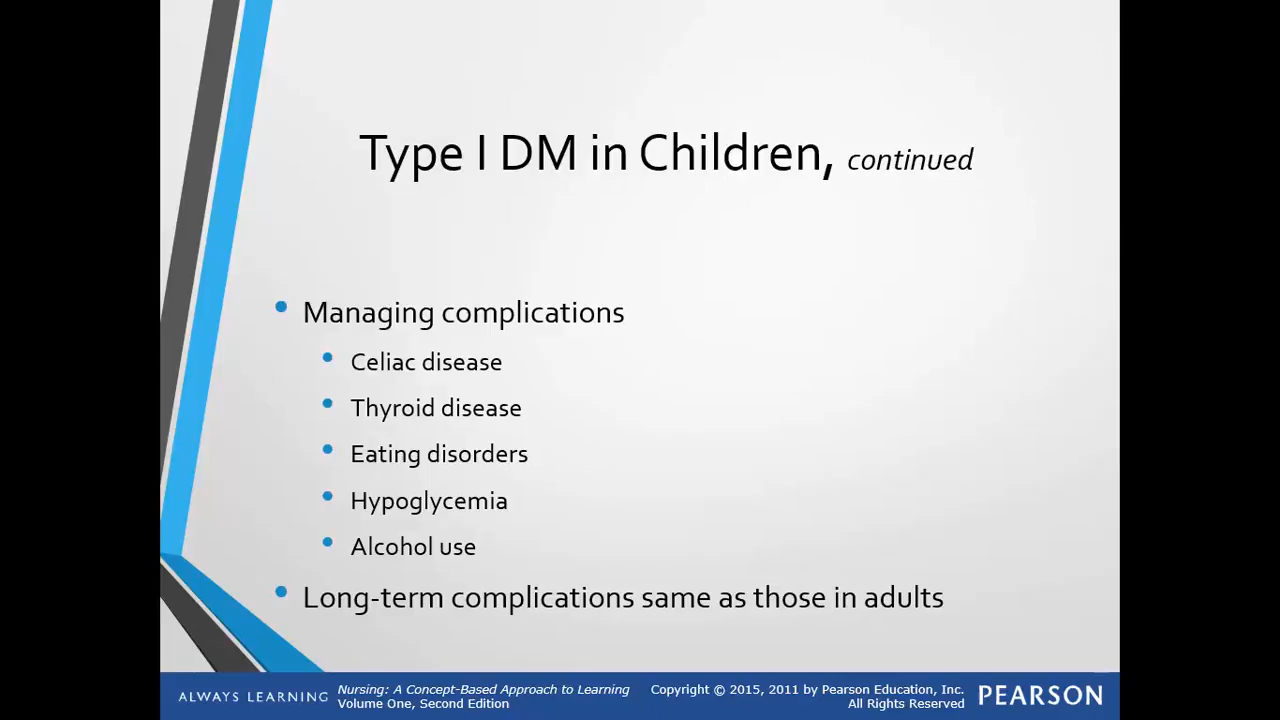 Type I DM in Children, continued
Managing complications
Celiac disease
Thyroid disease
Eating disorders
Hypoglycemia
Alcohol use
Long-term complications same as those in adults
ALWAYS LEARNING
Nursing: A Concept-Based Approach to Learning
Volume One, Second Edition
Copyright © 2015, 2011 by Pearson Education, Inc.
All Rights Reserved
PEARSON